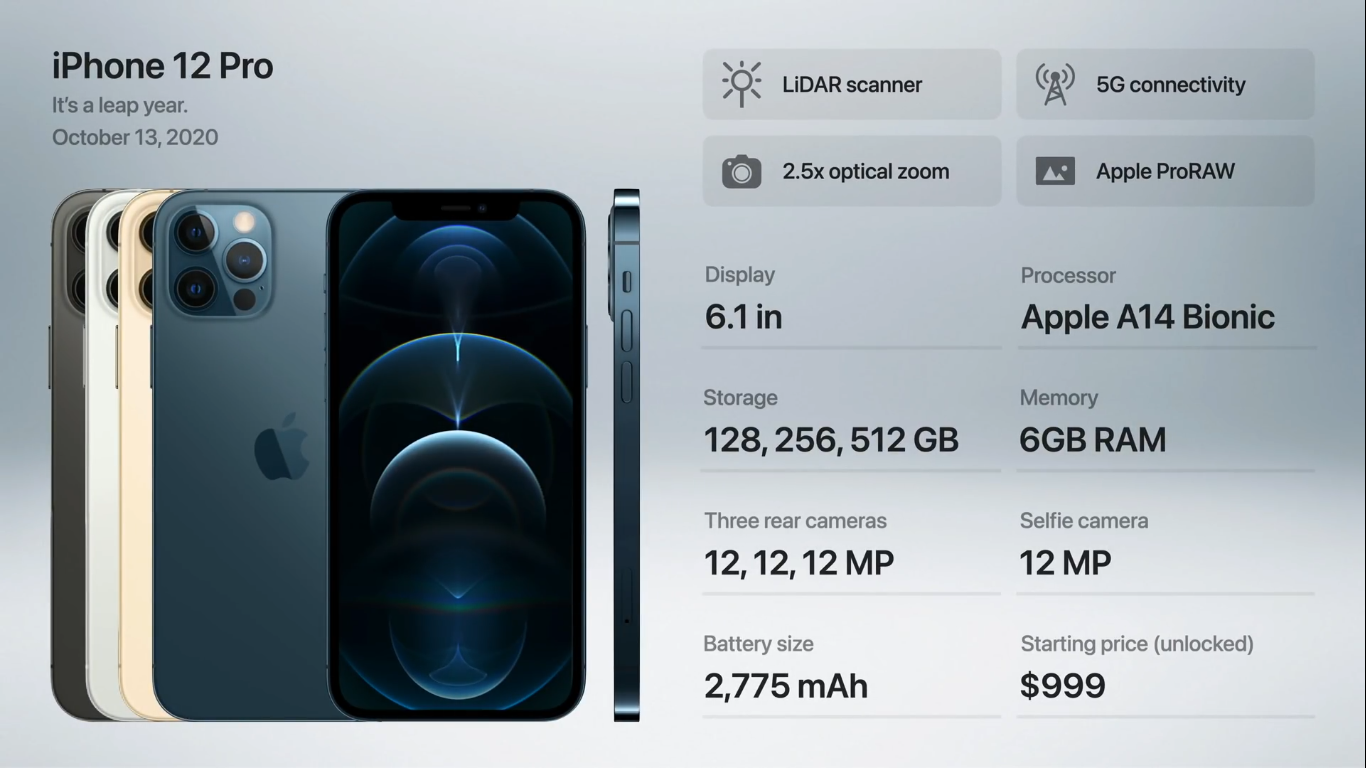 iPhone 12 Pro
It's a leap year.
October 13, 2020
LiDAR scanner
5G connectivity
2.5x optical zoom
Apple ProRAW
Display
6.1 in
Processor
Apple A14 Bionic
Storage
128, 256, 512 GB
Memory
6GB RAM
Three rear cameras
12, 12, 12 MP
Selfie camera
12 MP
Battery size
2,775 mAh
Starting price (unlocked)
$999